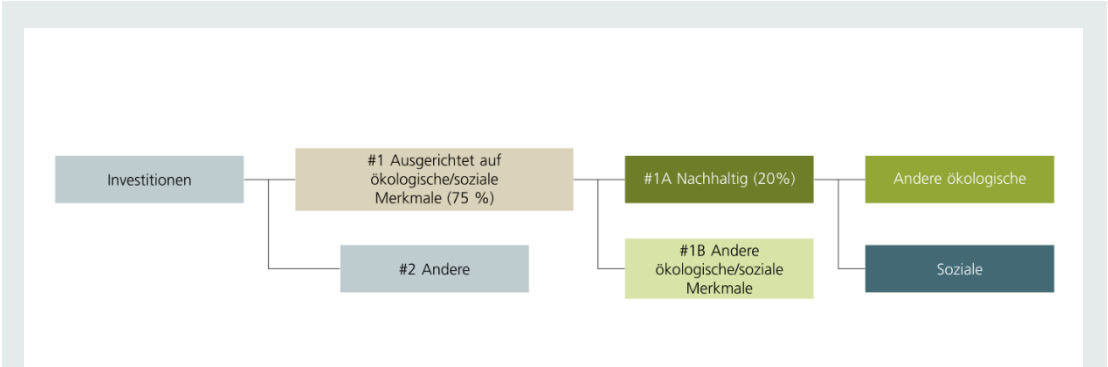 Investitionen
#1 Ausgerichtet auf
ökologische/soziale
Merkmale (75 %)
#1A Nachhaltig (20%)
Andere ökologische
#2 Andere
#1B Andere
ökologische/soziale
Merkmale
Soziale